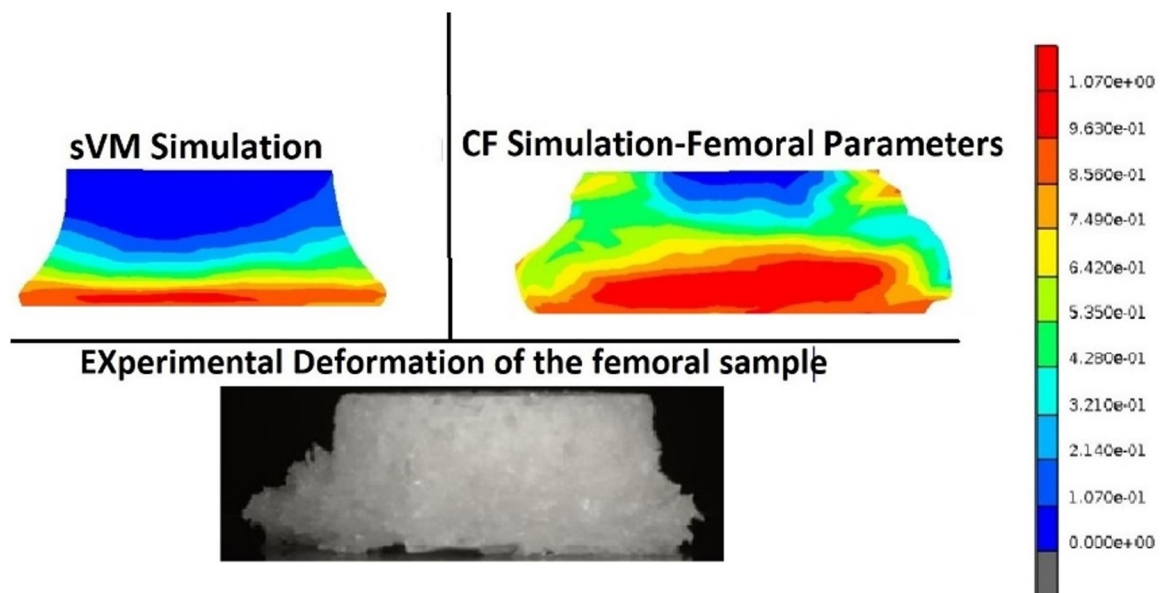 sVM Simulation
CF Simulation-Femoral Parameters
EXperimental Deformation of the femoral sample
1.070e+00
9.630e-01
8.560e-01
7.490e-01
6.420e-01
5.350e-01
4.280e-01
3.210e-01
2.140e-01
1.070e-01
0.000e+00